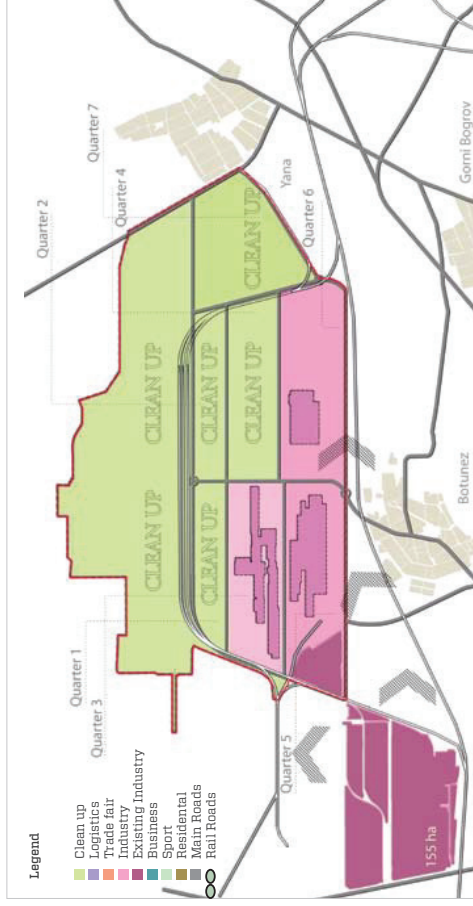 Legend
Clean up
Logistics
Trade fair
Industry
Existing Industry
Business
Sport
Residental
Main Roads
Rail Roads
Quarter 1
Quarter 3
Quarter 2
Quarter 4
Quarter 7
Quarter 5
Quarter 6
CLEAN UP
CLEAN UP
CLEAN UP
CLEAN UP
CLEAN UP
CLEAN UP
Yana
Botunez
Gorni Bogrov
155 ha